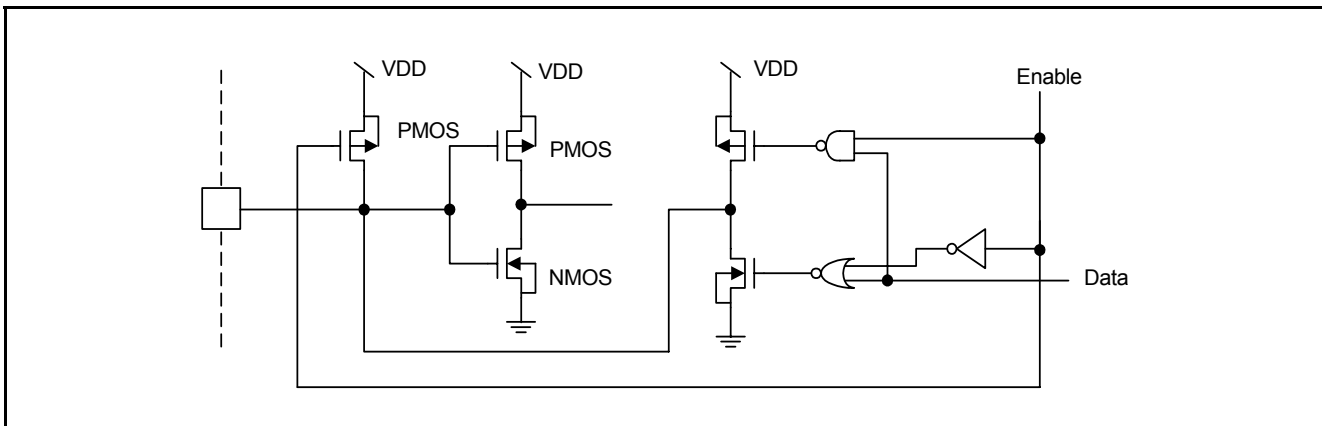 VDD
VDD
VDD
Enable
PMOS
PMOS
NMOS
Data